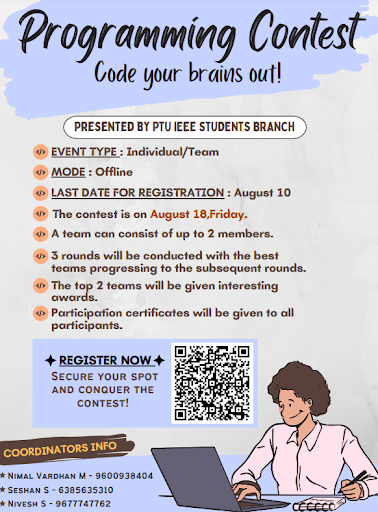 Programming Contest
Code your brains out!
PRESENTED BY PTU IEEE STUDENTS BRANCH
EVENT TYPE : Individual/Team
MODE : Offline
LAST DATE FOR REGISTRATION : August 10
The contest is on August 18,Friday.
A team can consist of up to 2 members.
3 rounds will be conducted with the best
teams progressing to the subsequent rounds.
The top 2 teams will be given interesting
awards.
Participation certificates will be given to all
participants.
REGISTER NOW
SECURE YOUR SPOT
AND CONQUER THE
CONTEST!
COORDINATORS INFO
NIMAL VARDHAN M - 9600938404
SESHAN S - 6385635310
NIVESH S - 9677747762